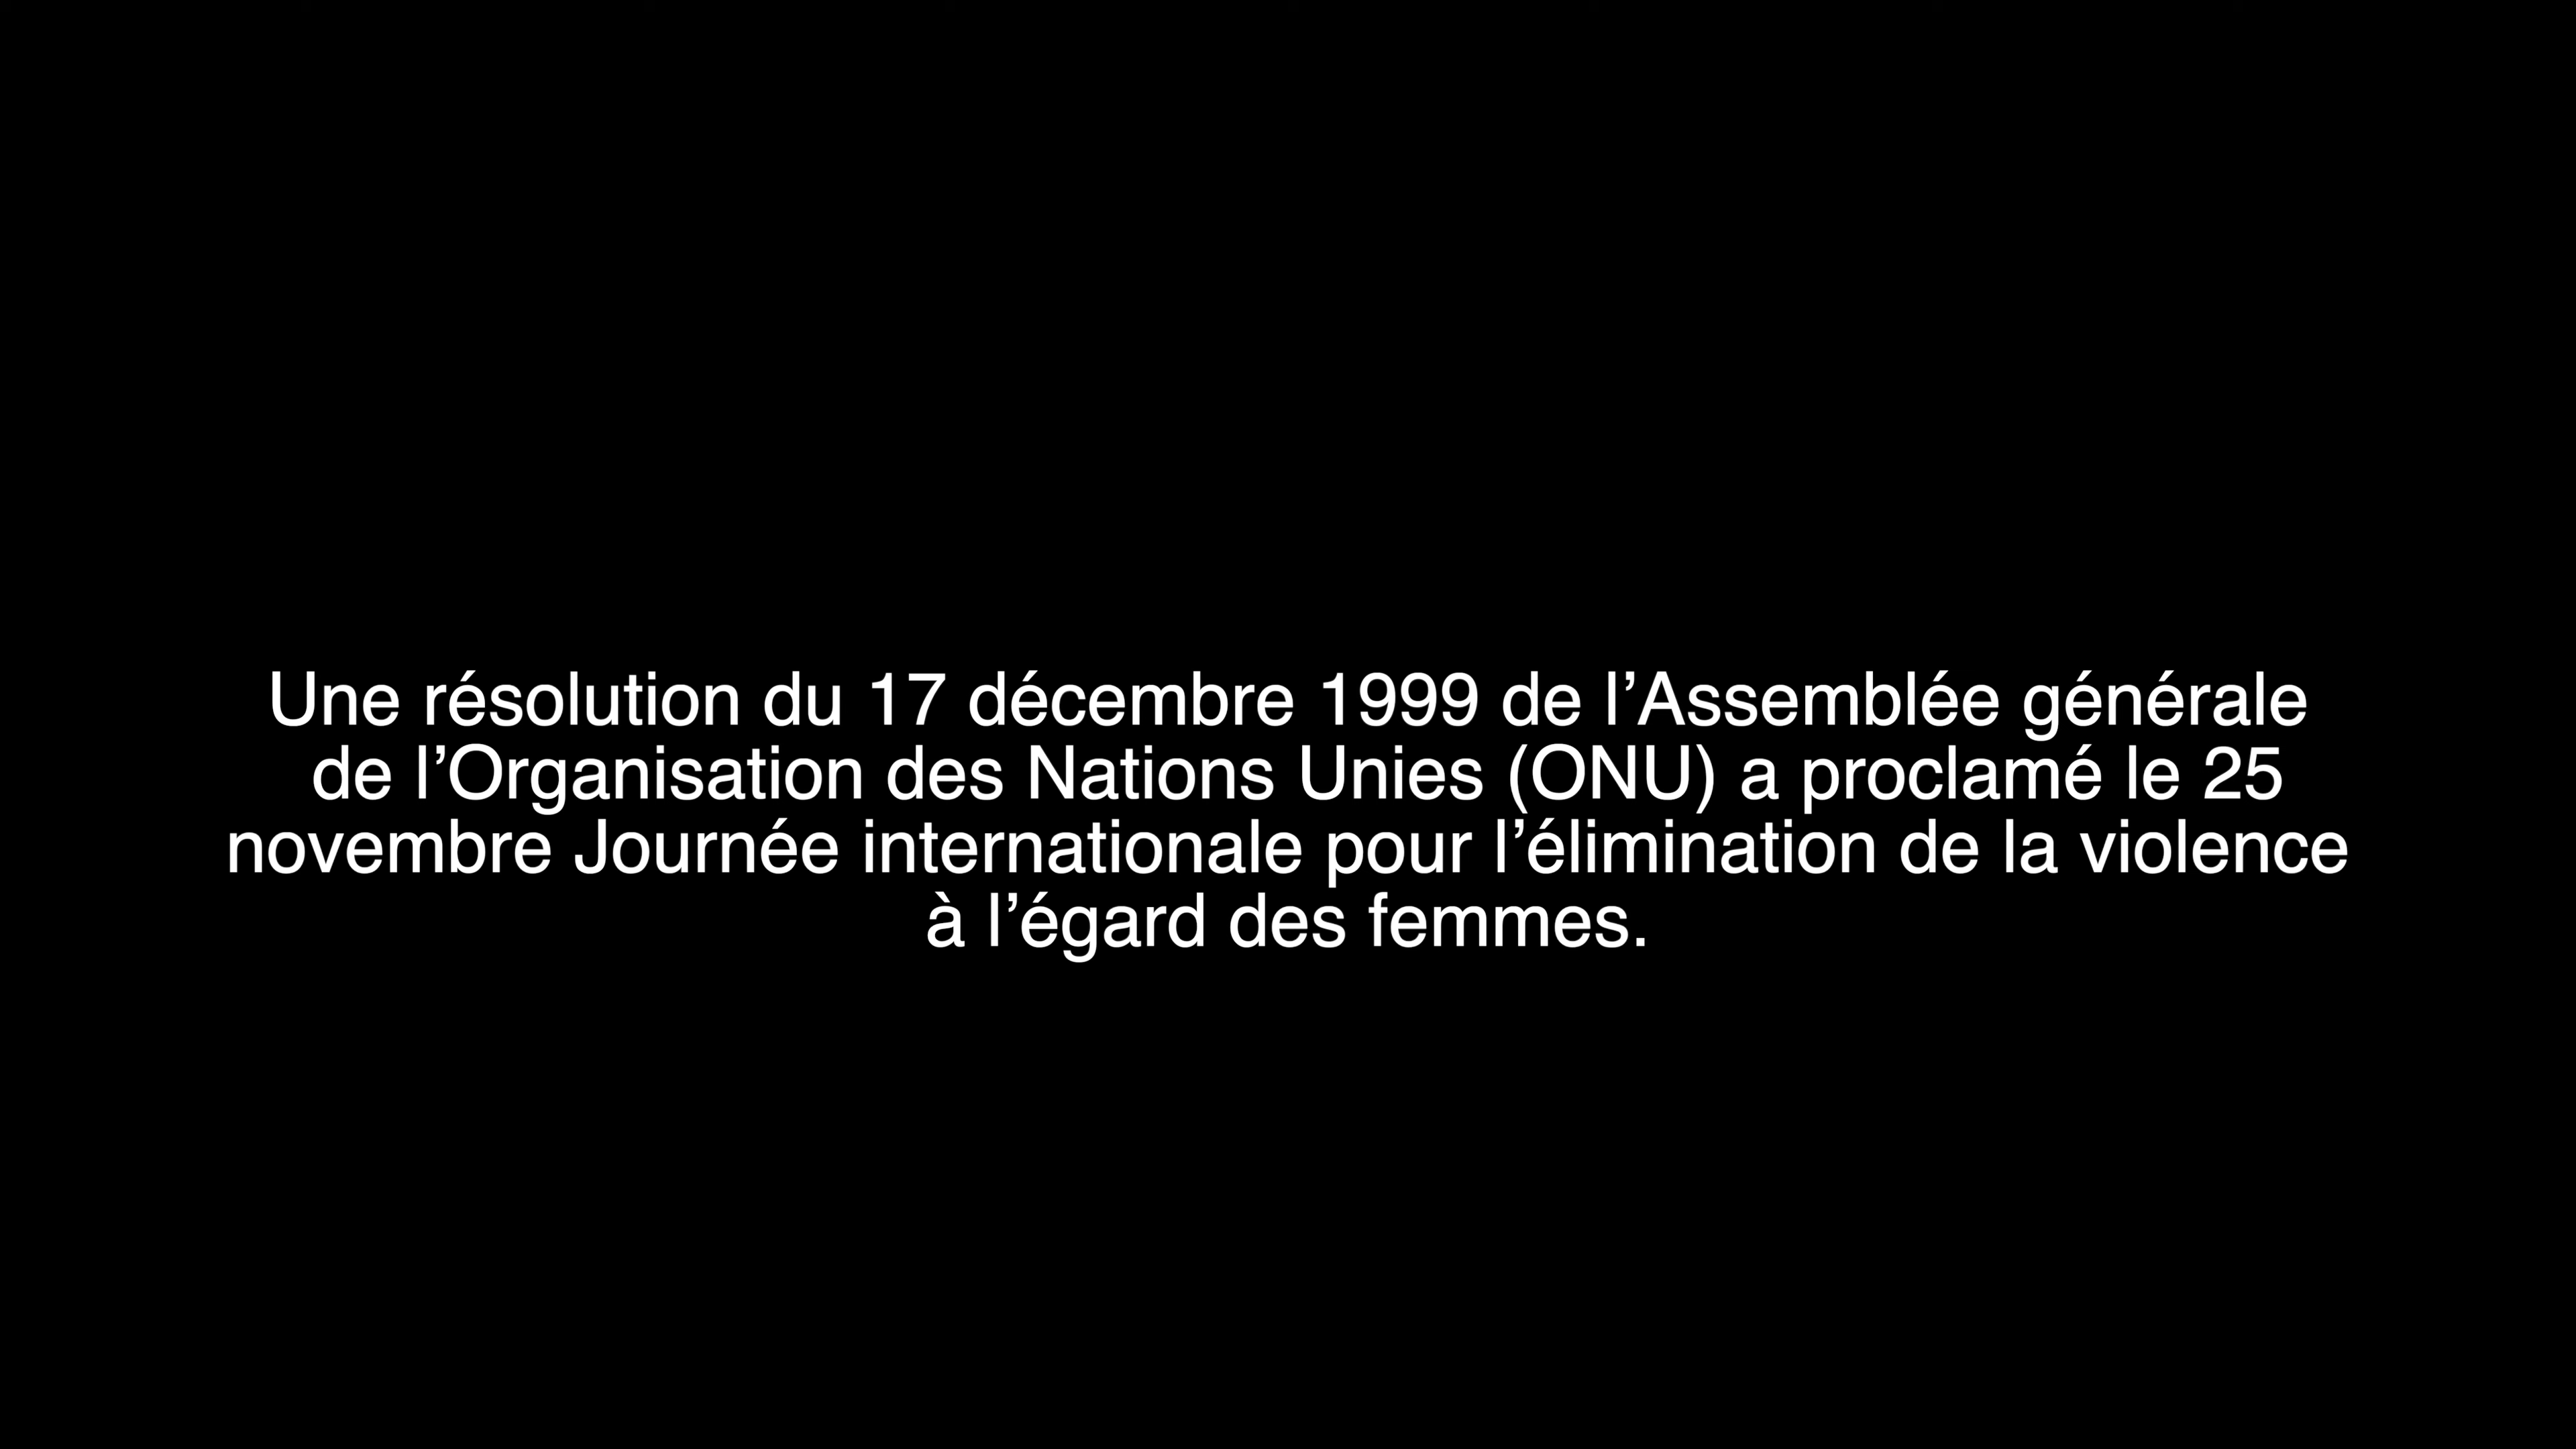 Une résolution du 17 décembre 1999 de l’Assemblée générale
de l’Organisation des Nations Unies (ONU) a proclamé le 25
novembre Journée internationale pour l’élimination de la violence
à l’égard des femmes.